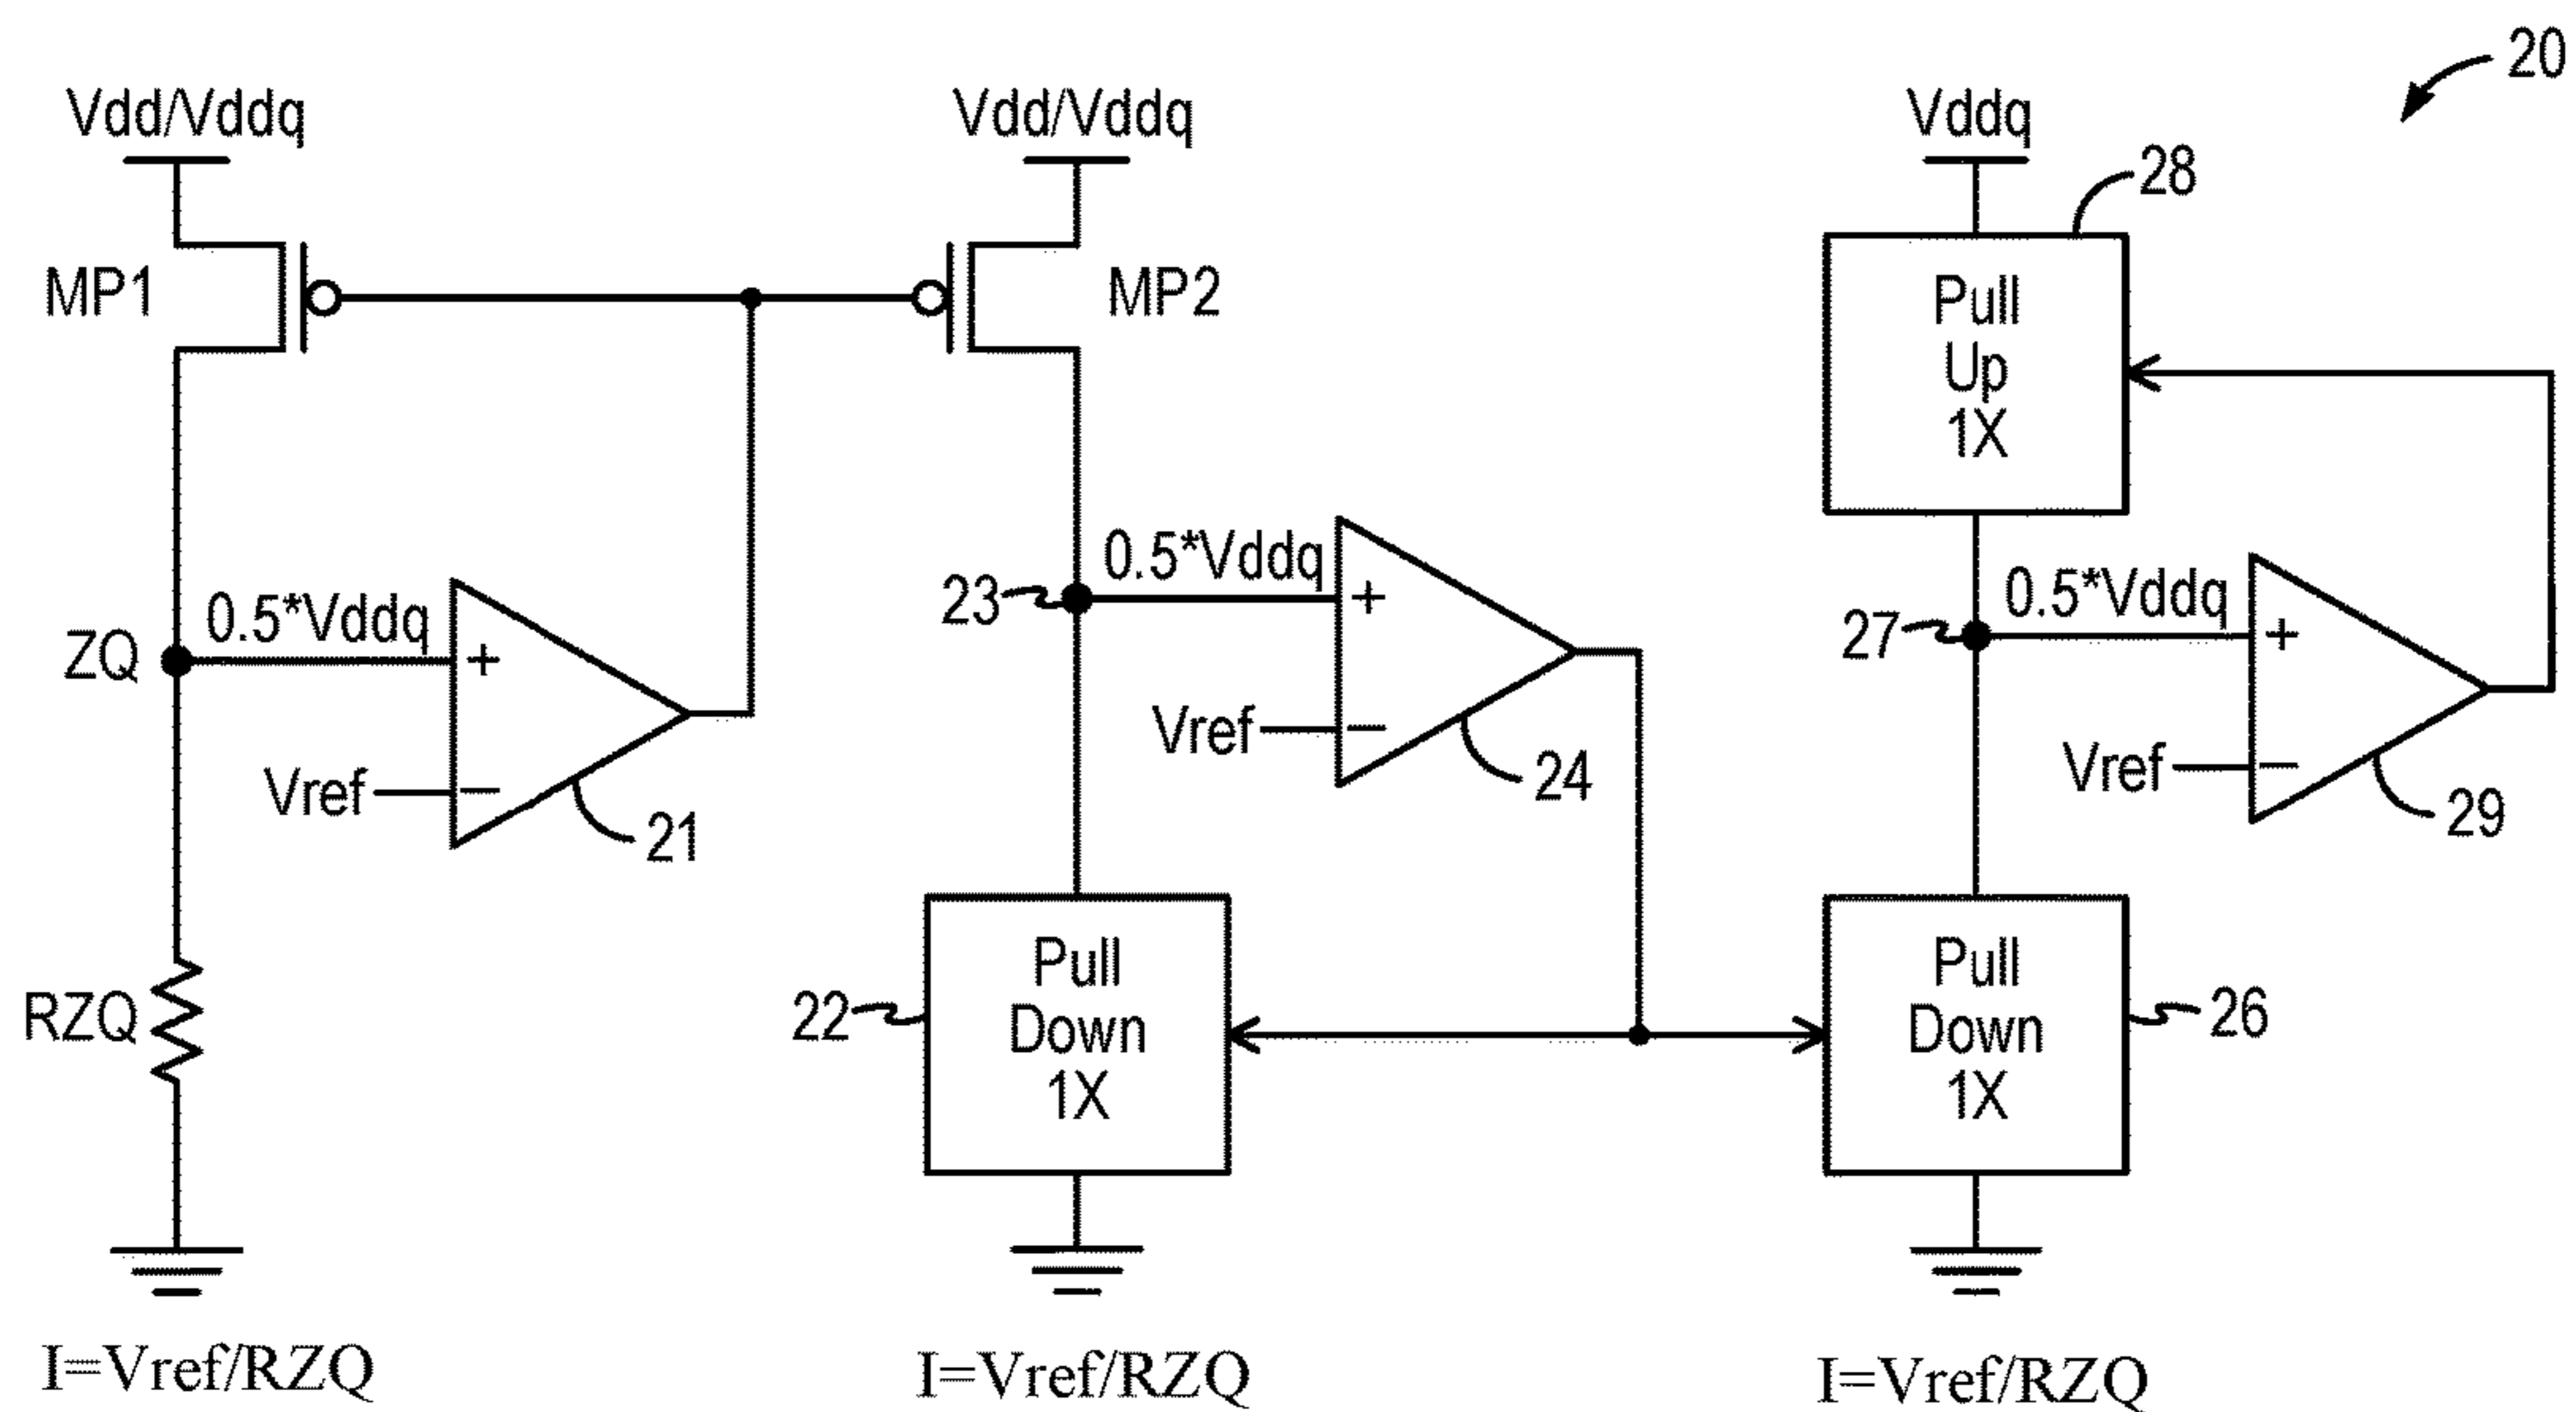 20
Vdd/Vddq
Vdd/Vddq
Vddq
28
MP1
MP2
Pull
Up
1X
0.5*Vddq
23
0.5*Vddq
+
27
0.5*Vddq
+
ZQ
+
Vref
−
24
Vref
−
29
Vref
−
21
RZQ
22
Pull
Down
1X
Pull
Down
1X
26
I=Vref/RZQ
I=Vref/RZQ
I=Vref/RZQ